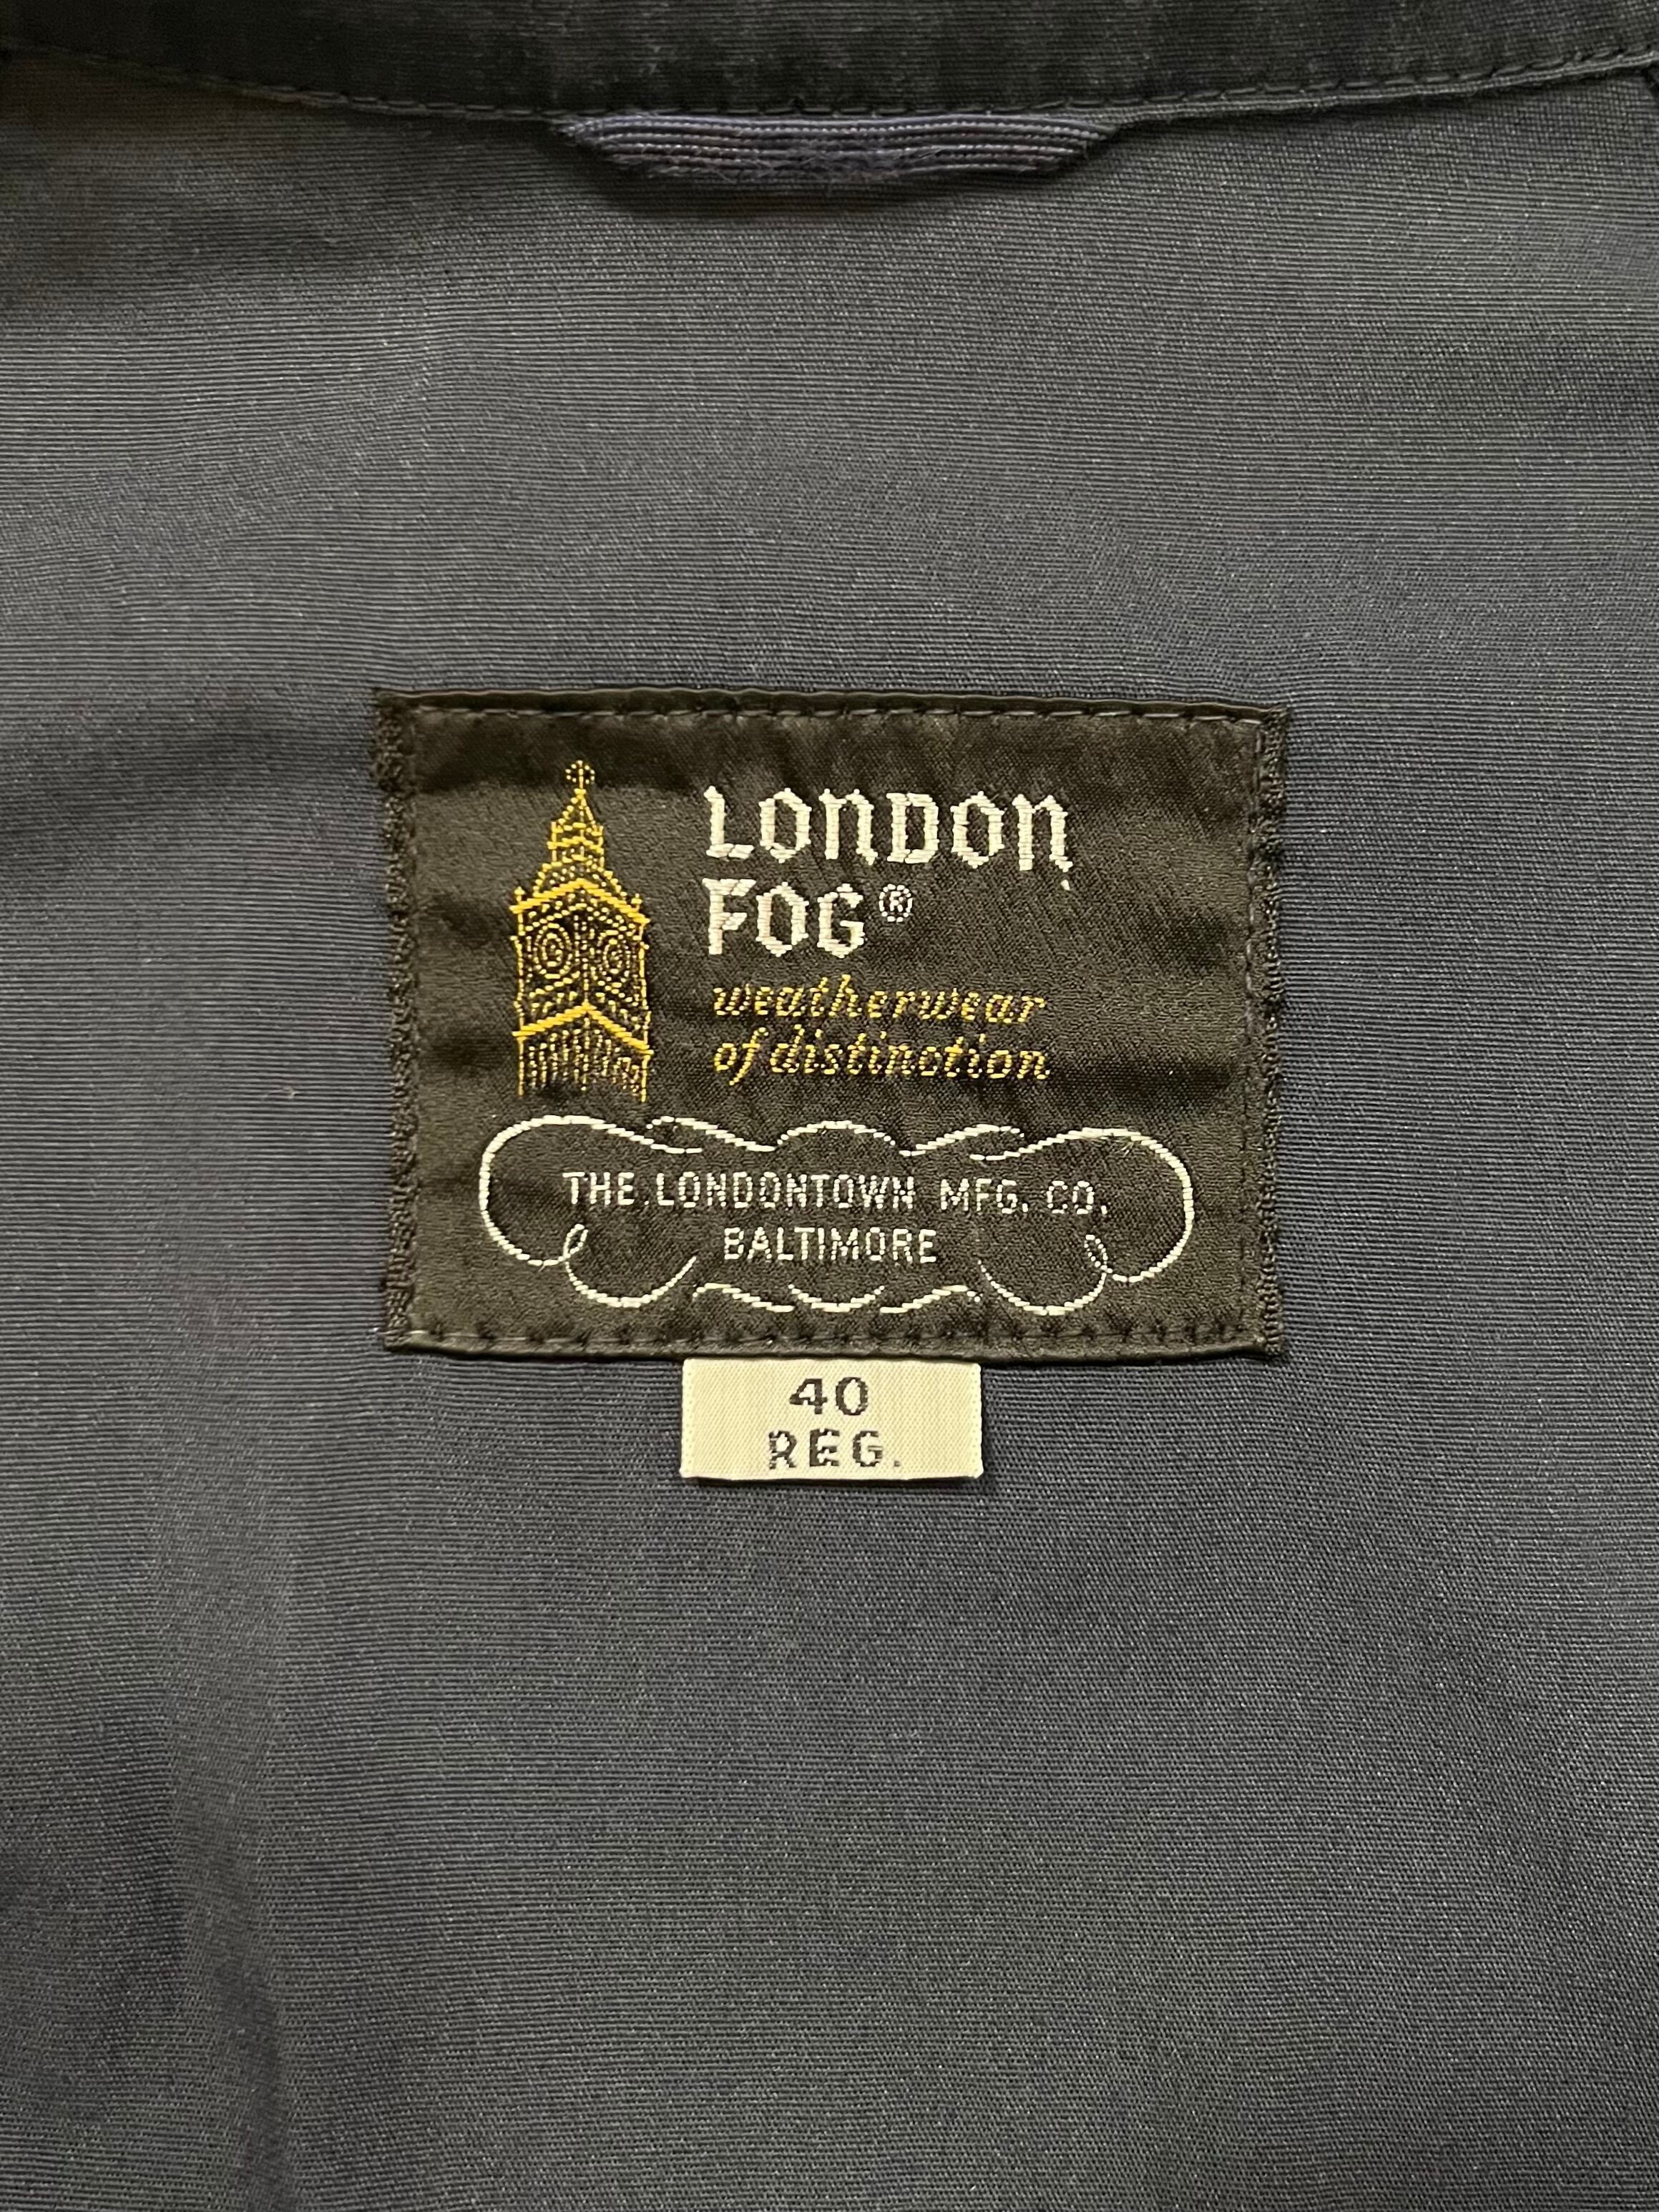 LONDON
FOG®
weatherwear
of distinction
THE LONDONTOWN MFG. CO.
BALTIMORE
40
REG.